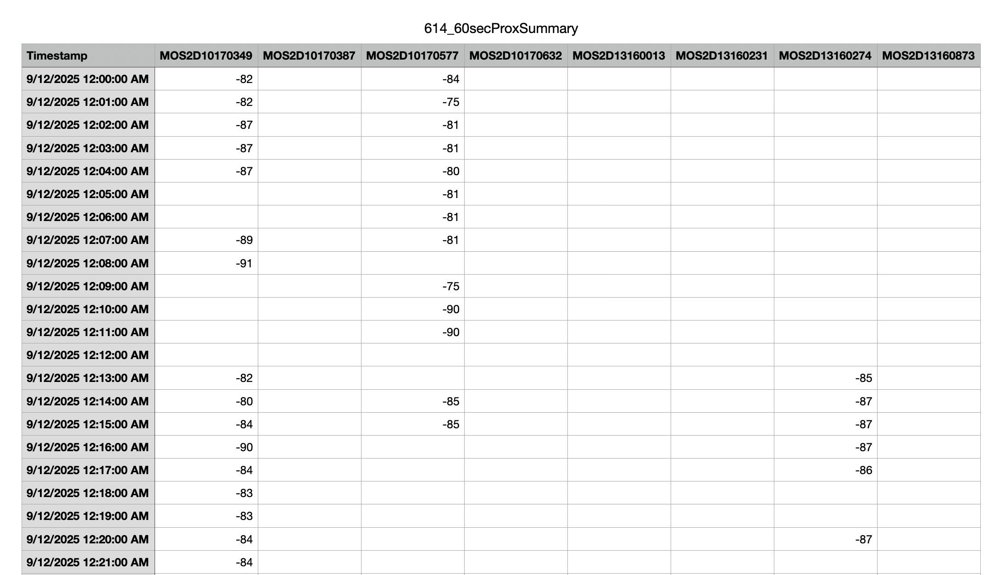 614_60secProxSummary
Timestamp MOS2D10170349 MOS2D10170387 MOS2D10170577 MOS2D10170632 MOS2D13160013 MOS2D13160231 MOS2D13160274 MOS2D13160873
9/12/2025 12:00:00 AM -82 -84
9/12/2025 12:01:00 AM -82 -75
9/12/2025 12:02:00 AM -87 -81
9/12/2025 12:03:00 AM -87 -81
9/12/2025 12:04:00 AM -87 -80
9/12/2025 12:05:00 AM -81
9/12/2025 12:06:00 AM -81
9/12/2025 12:07:00 AM -89 -81
9/12/2025 12:08:00 AM -91
9/12/2025 12:09:00 AM -75
9/12/2025 12:10:00 AM -90
9/12/2025 12:11:00 AM -90
9/12/2025 12:12:00 AM
9/12/2025 12:13:00 AM -82 -85
9/12/2025 12:14:00 AM -80 -85 -87
9/12/2025 12:15:00 AM -84 -85 -87
9/12/2025 12:16:00 AM -90 -87
9/12/2025 12:17:00 AM -84 -86
9/12/2025 12:18:00 AM -83
9/12/2025 12:19:00 AM -83
9/12/2025 12:20:00 AM -84 -87
9/12/2025 12:21:00 AM -84